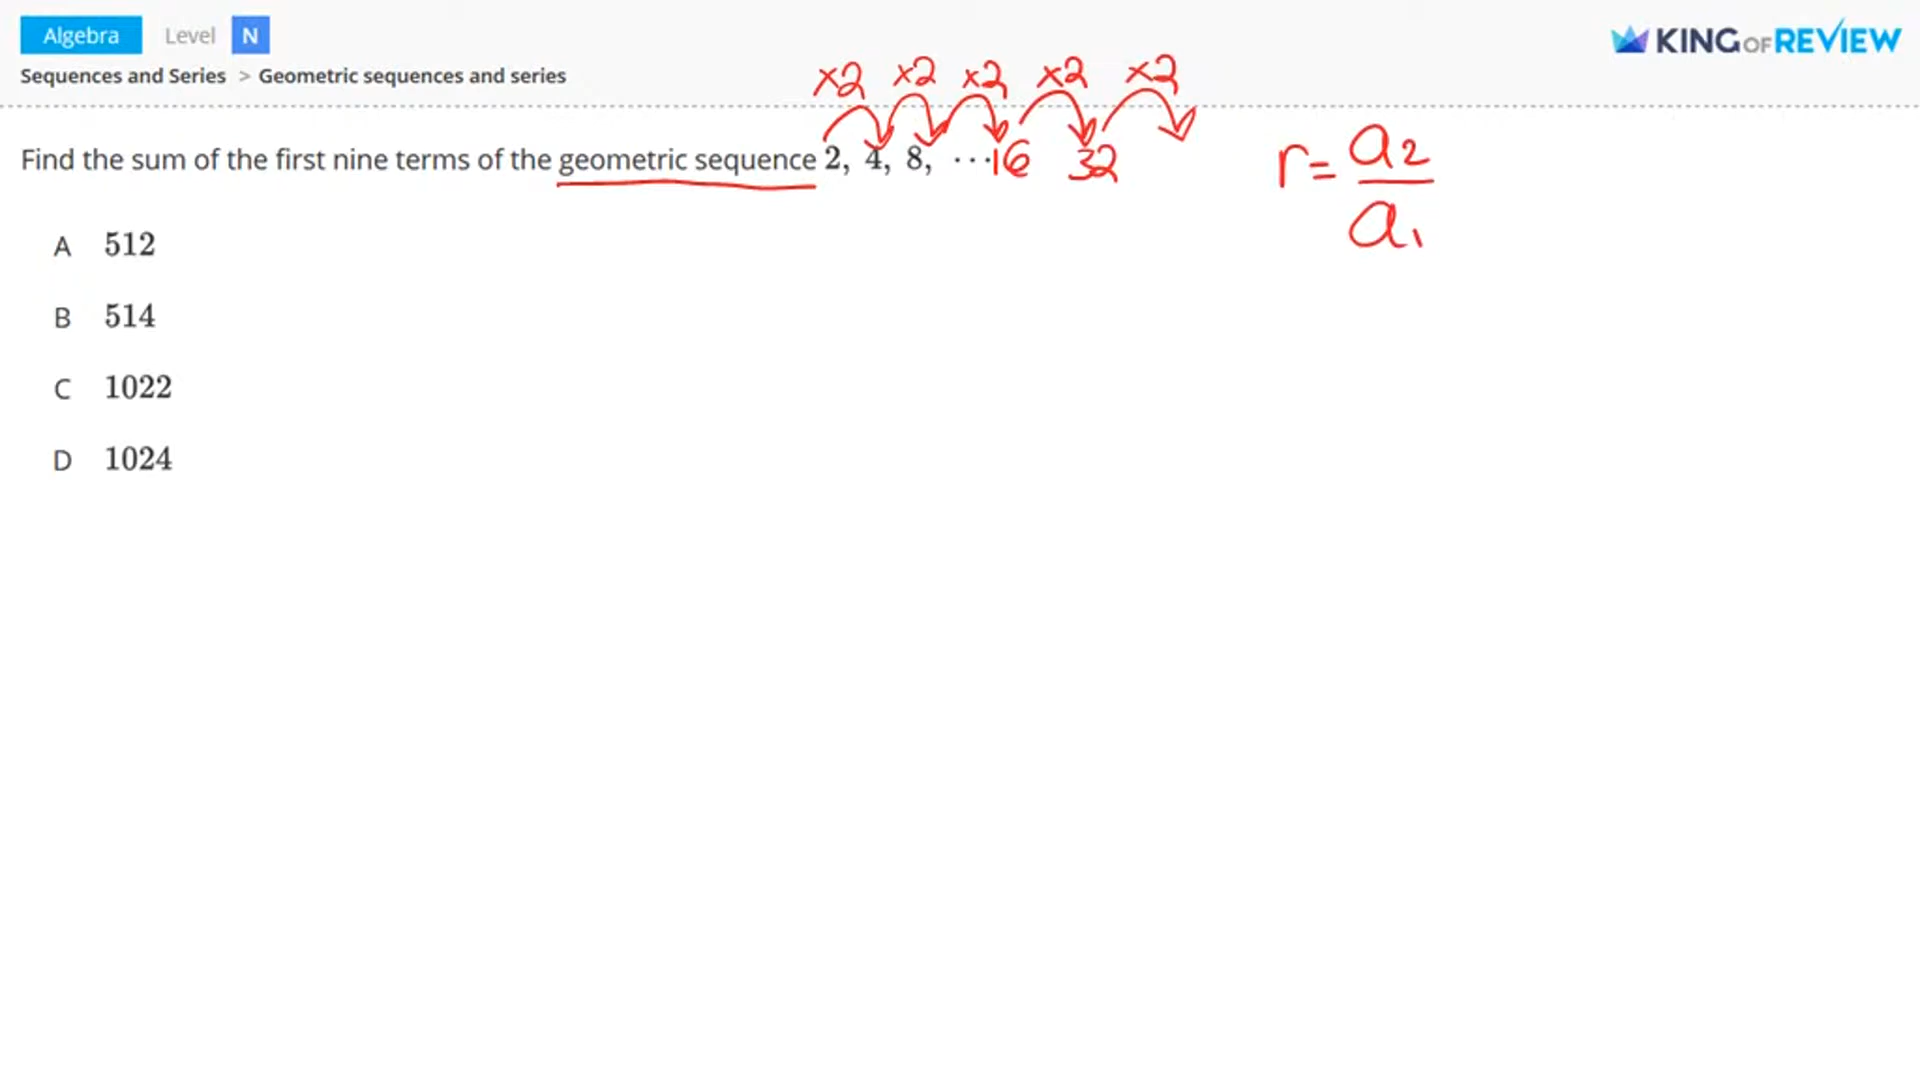 Algebra Level N
KING OF REVIEW
Sequences and Series > Geometric sequences and series
×2 ×2 ×2 ×2 ×2
Find the sum of the first nine terms of the geometric sequence 2, 4, 8, ⋯ 16 32
r = a₂ / a₁
A 512
B 514
C 1022
D 1024